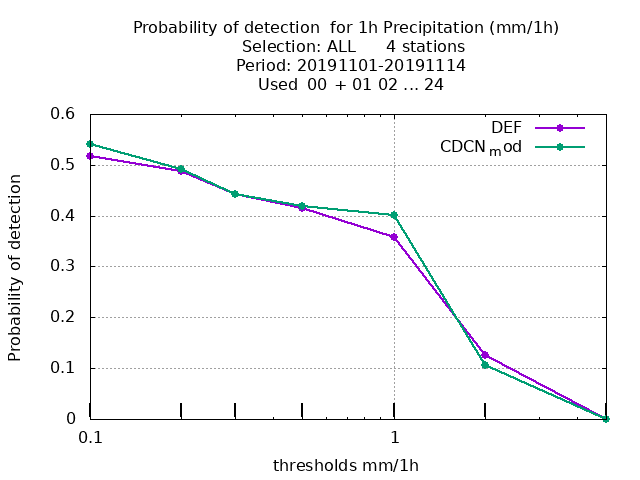 Probability of detection  for 1h Precipitation (mm/1h)
Selection: ALL      4 stations
Period: 20191101-20191114
Used  00  + 01 02 ... 24
DEF
CDCNmod
0.6
0.5
0.4
0.3
0.2
0.1
0
Probability of detection
0.1
1
thresholds mm/1h